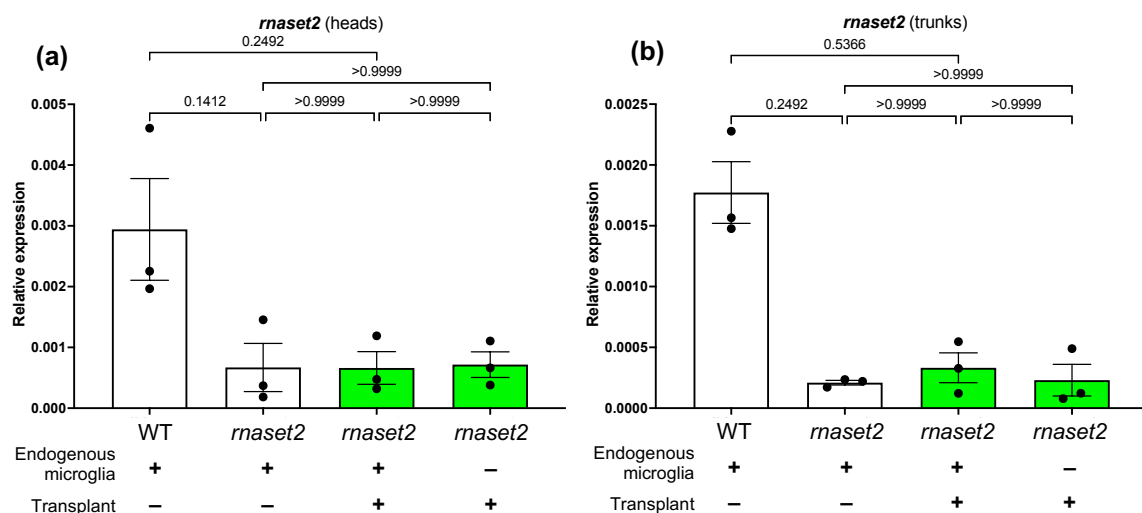 (a)
rnaset2 (heads)
0.2492
>0.9999
0.1412
>0.9999
>0.9999
Relative expression
0.005
0.004
0.003
0.002
0.001
0.000
WT
rnaset2
rnaset2
rnaset2
Endogenous
microglia
+
+
+
–
Transplant
–
–
+
+
(b)
rnaset2 (trunks)
0.5366
>0.9999
0.2492
>0.9999
>0.9999
Relative expression
0.0025
0.0020
0.0015
0.0010
0.0005
0.0000
WT
rnaset2
rnaset2
rnaset2
Endogenous
microglia
+
+
+
–
Transplant
–
–
+
+